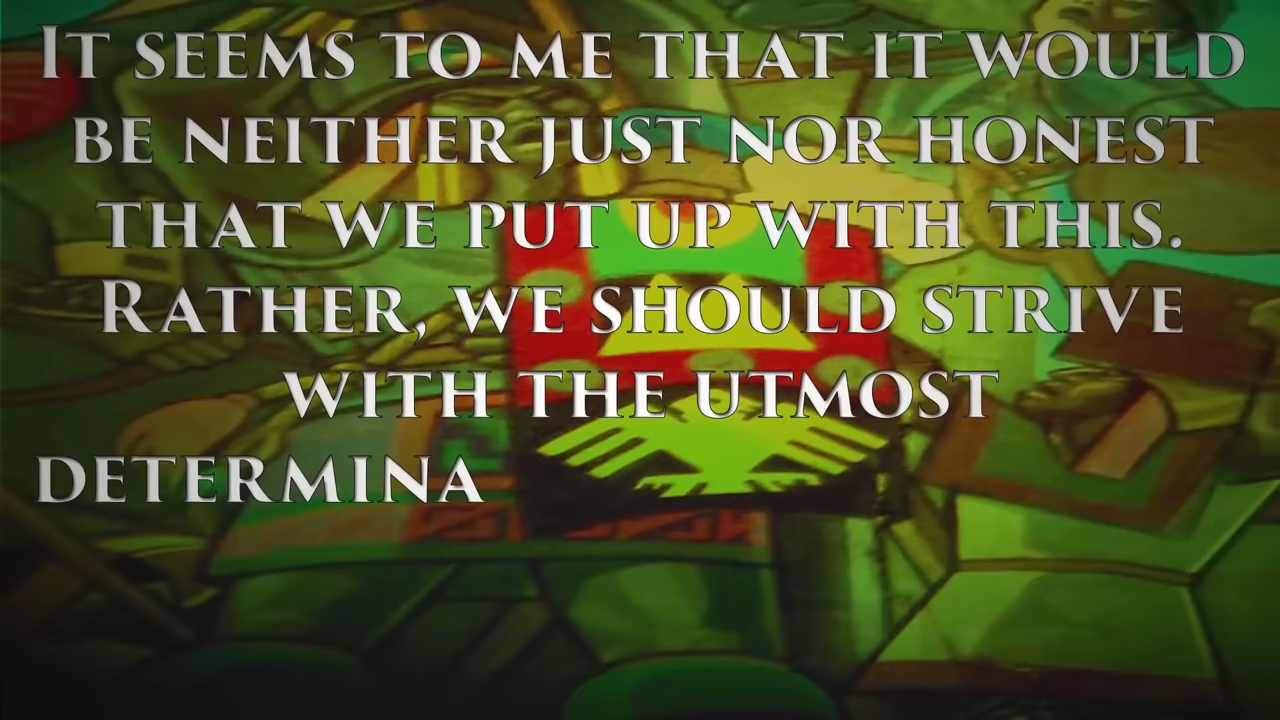 It seems to me that it would
be neither just nor honest
that we put up with this.
Rather, we should strive
with the utmost
determina